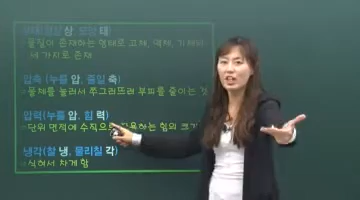 물질이 존재하는 형태로 고체, 액체, 기체의
세 가지로 존재
압축 (누를 압, 줄일 축)
물체를 눌러서 쭈그러뜨려 부피를 줄이는 것
압력(누를 압, 힘 력)
단위 면적에 수직으로 작용하는 힘의 크기
냉각(찰 냉, 물리칠 각)
식혀서 차게 함